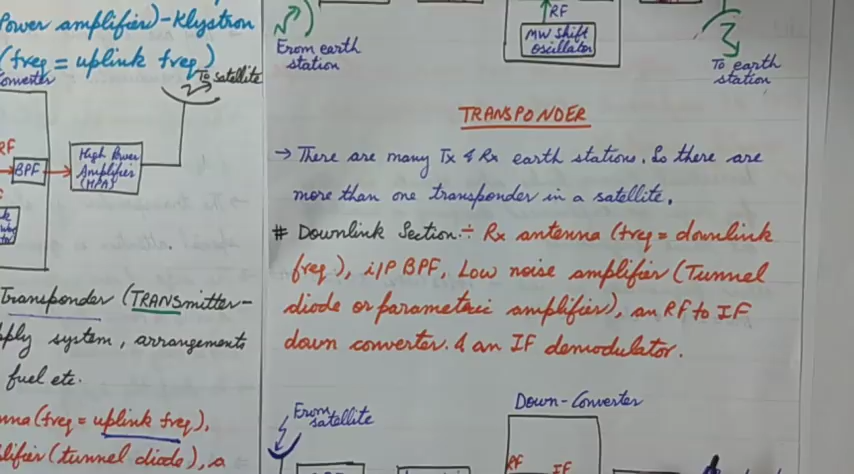 Power amplifier)-Klystron
(freq = uplink freq)
To satellite
RF
BPF
High Power
Amplifier
(HPA)
Transponder (TRANSmitter-
system, arrangements
fuel etc.
(freq = uplink freq),
(tunnel diode), a
From earth
station
RF
MW Shift
oscillator
To earth
station
TRANSPONDER
→ There are many Tx & Rx earth stations. So there are
more than one transponder in a satellite.
# Downlink Section ÷ Rx antenna (freq = downlink
freq), i/P BPF, Low noise amplifier (Tunnel
diode or parametric amplifier), an RF to IF
down converter. & an IF demodulator.
From
satellite
Down-Converter
RF
IF